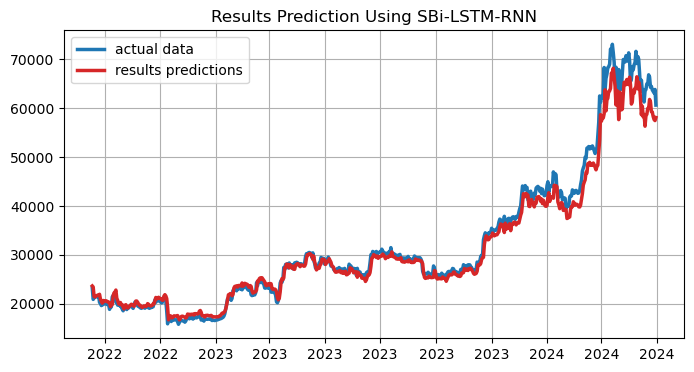 Results Prediction Using SBi-LSTM-RNN
actual data
results predictions
70000
60000
50000
40000
30000
20000
2022 2022 2023 2023 2023 2023 2023 2023 2024 2024 2024